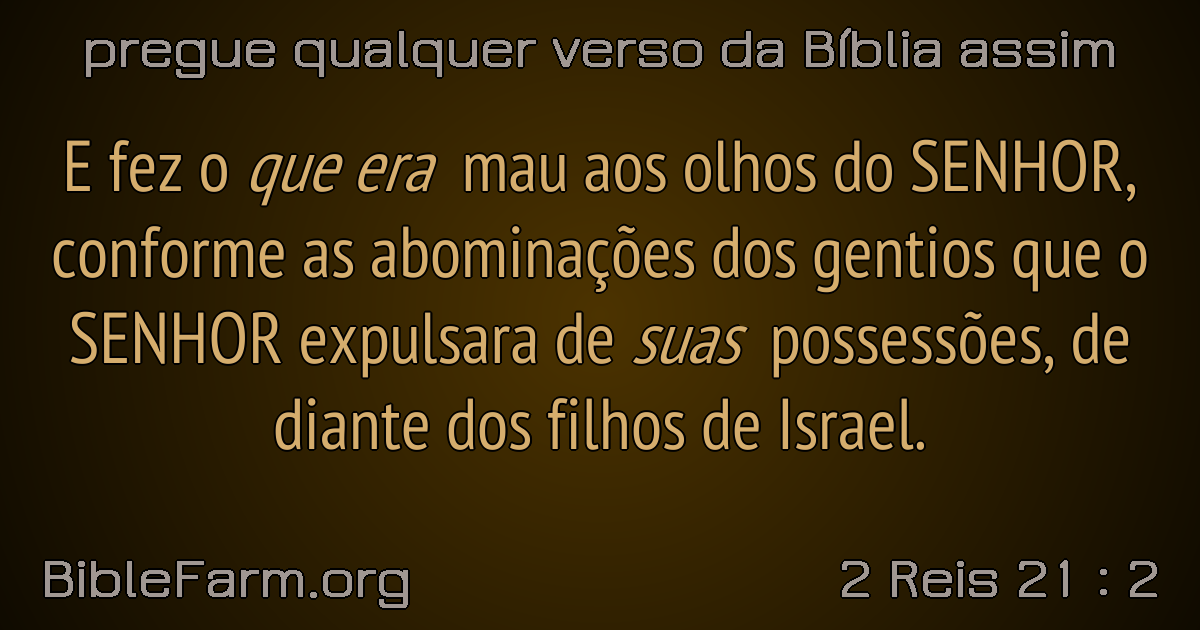 pregue qualquer verso da Bíblia assim
E fez o que era mau aos olhos do SENHOR,
conforme as abominações dos gentios que o
SENHOR expulsara de suas possessões, de
diante dos filhos de Israel.
BibleFarm.org
2 Reis 21 : 2